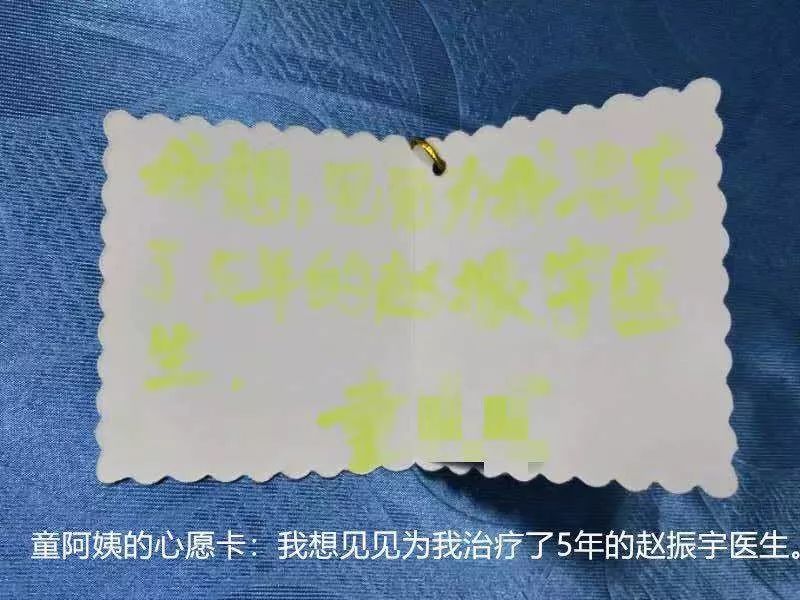 我想,见见为我治疗
了5年的赵振宇医
生.
童
童阿姨的心愿卡：我想见见为我治疗了5年的赵振宇医生。